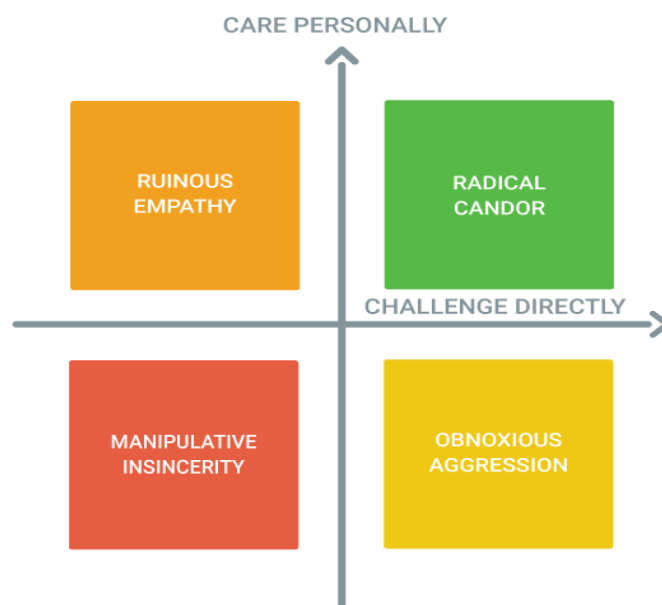 CARE PERSONALLY
RUINOUS
EMPATHY
RADICAL
CANDOR
CHALLENGE DIRECTLY
MANIPULATIVE
INSINCERITY
OBNOXIOUS
AGGRESSION